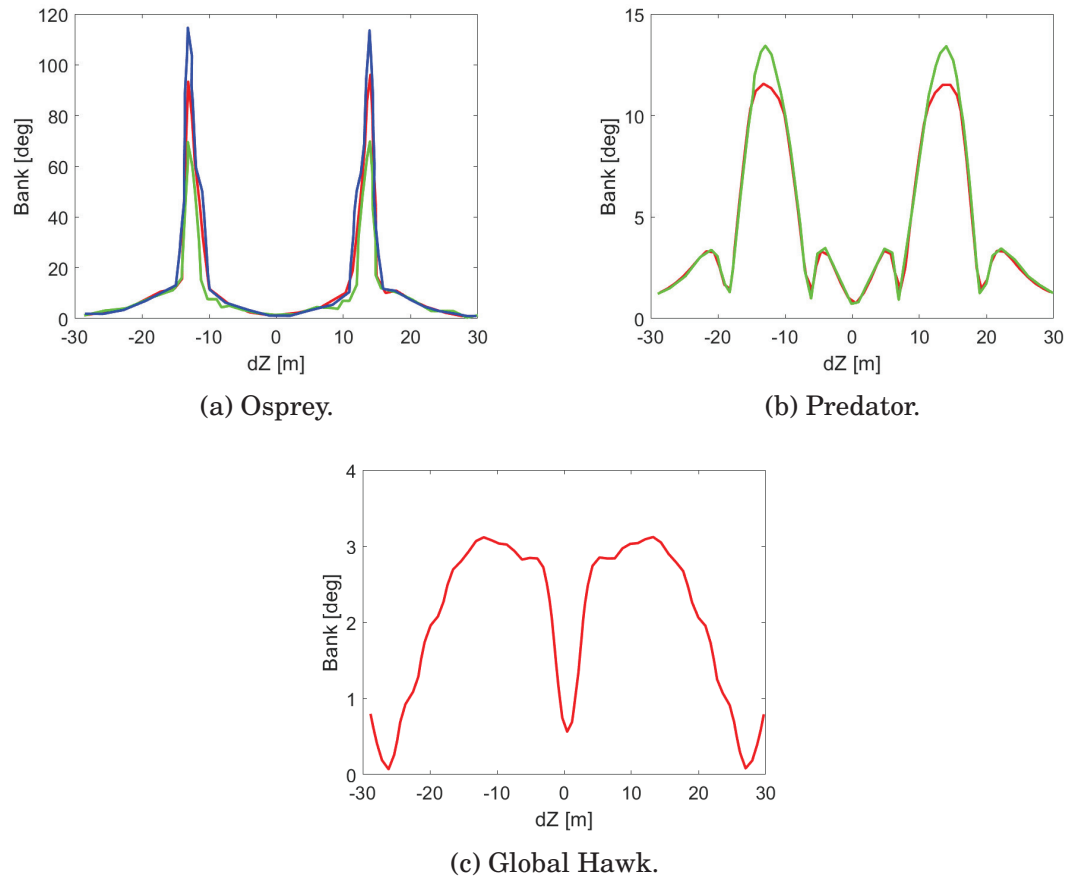 120
100
80
60
40
20
0
Bank [deg]
-30 -20 -10 0 10 20 30
dZ [m]
(a) Osprey.
15
10
5
0
Bank [deg]
-30 -20 -10 0 10 20 30
dZ [m]
(b) Predator.
4
3
2
1
0
Bank [deg]
-30 -20 -10 0 10 20 30
dZ [m]
(c) Global Hawk.